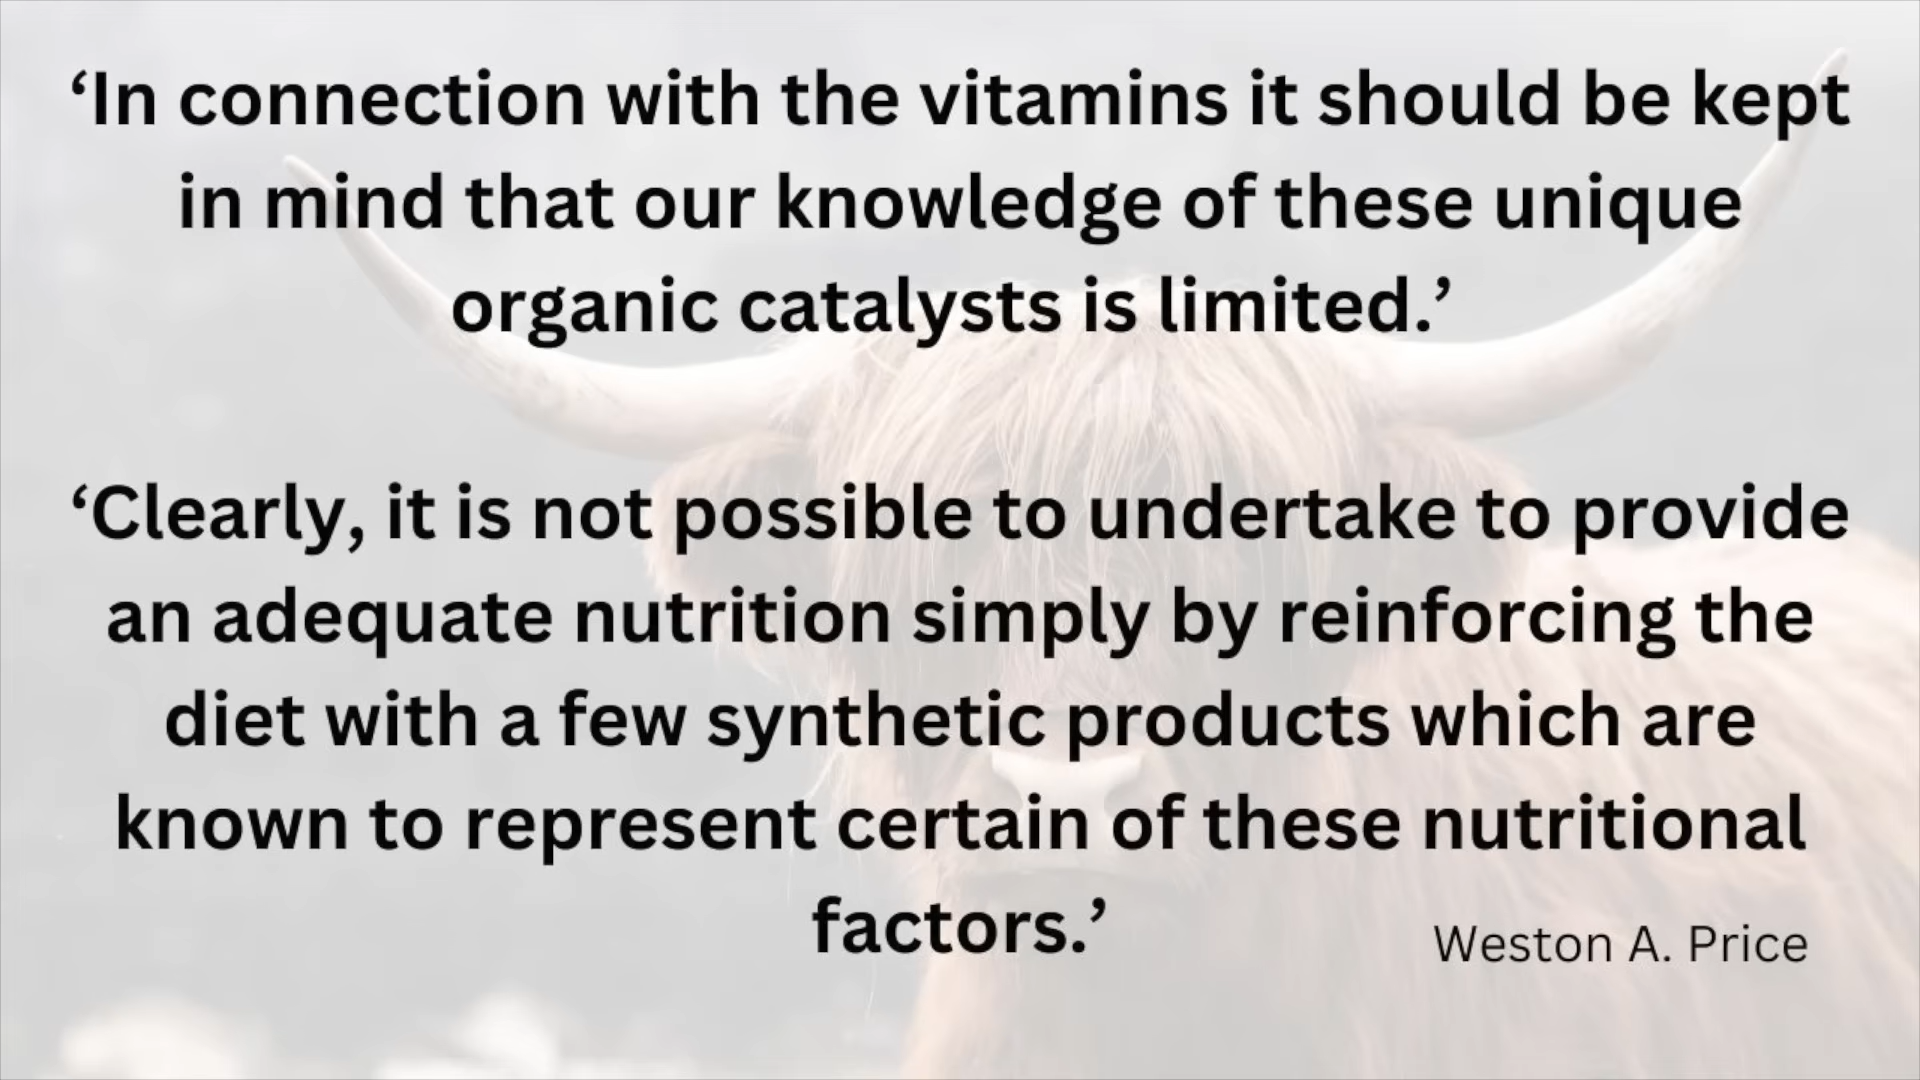 ‘In connection with the vitamins it should be kept
in mind that our knowledge of these unique
organic catalysts is limited.’
‘Clearly, it is not possible to undertake to provide
an adequate nutrition simply by reinforcing the
diet with a few synthetic products which are
known to represent certain of these nutritional
factors.’
Weston A. Price